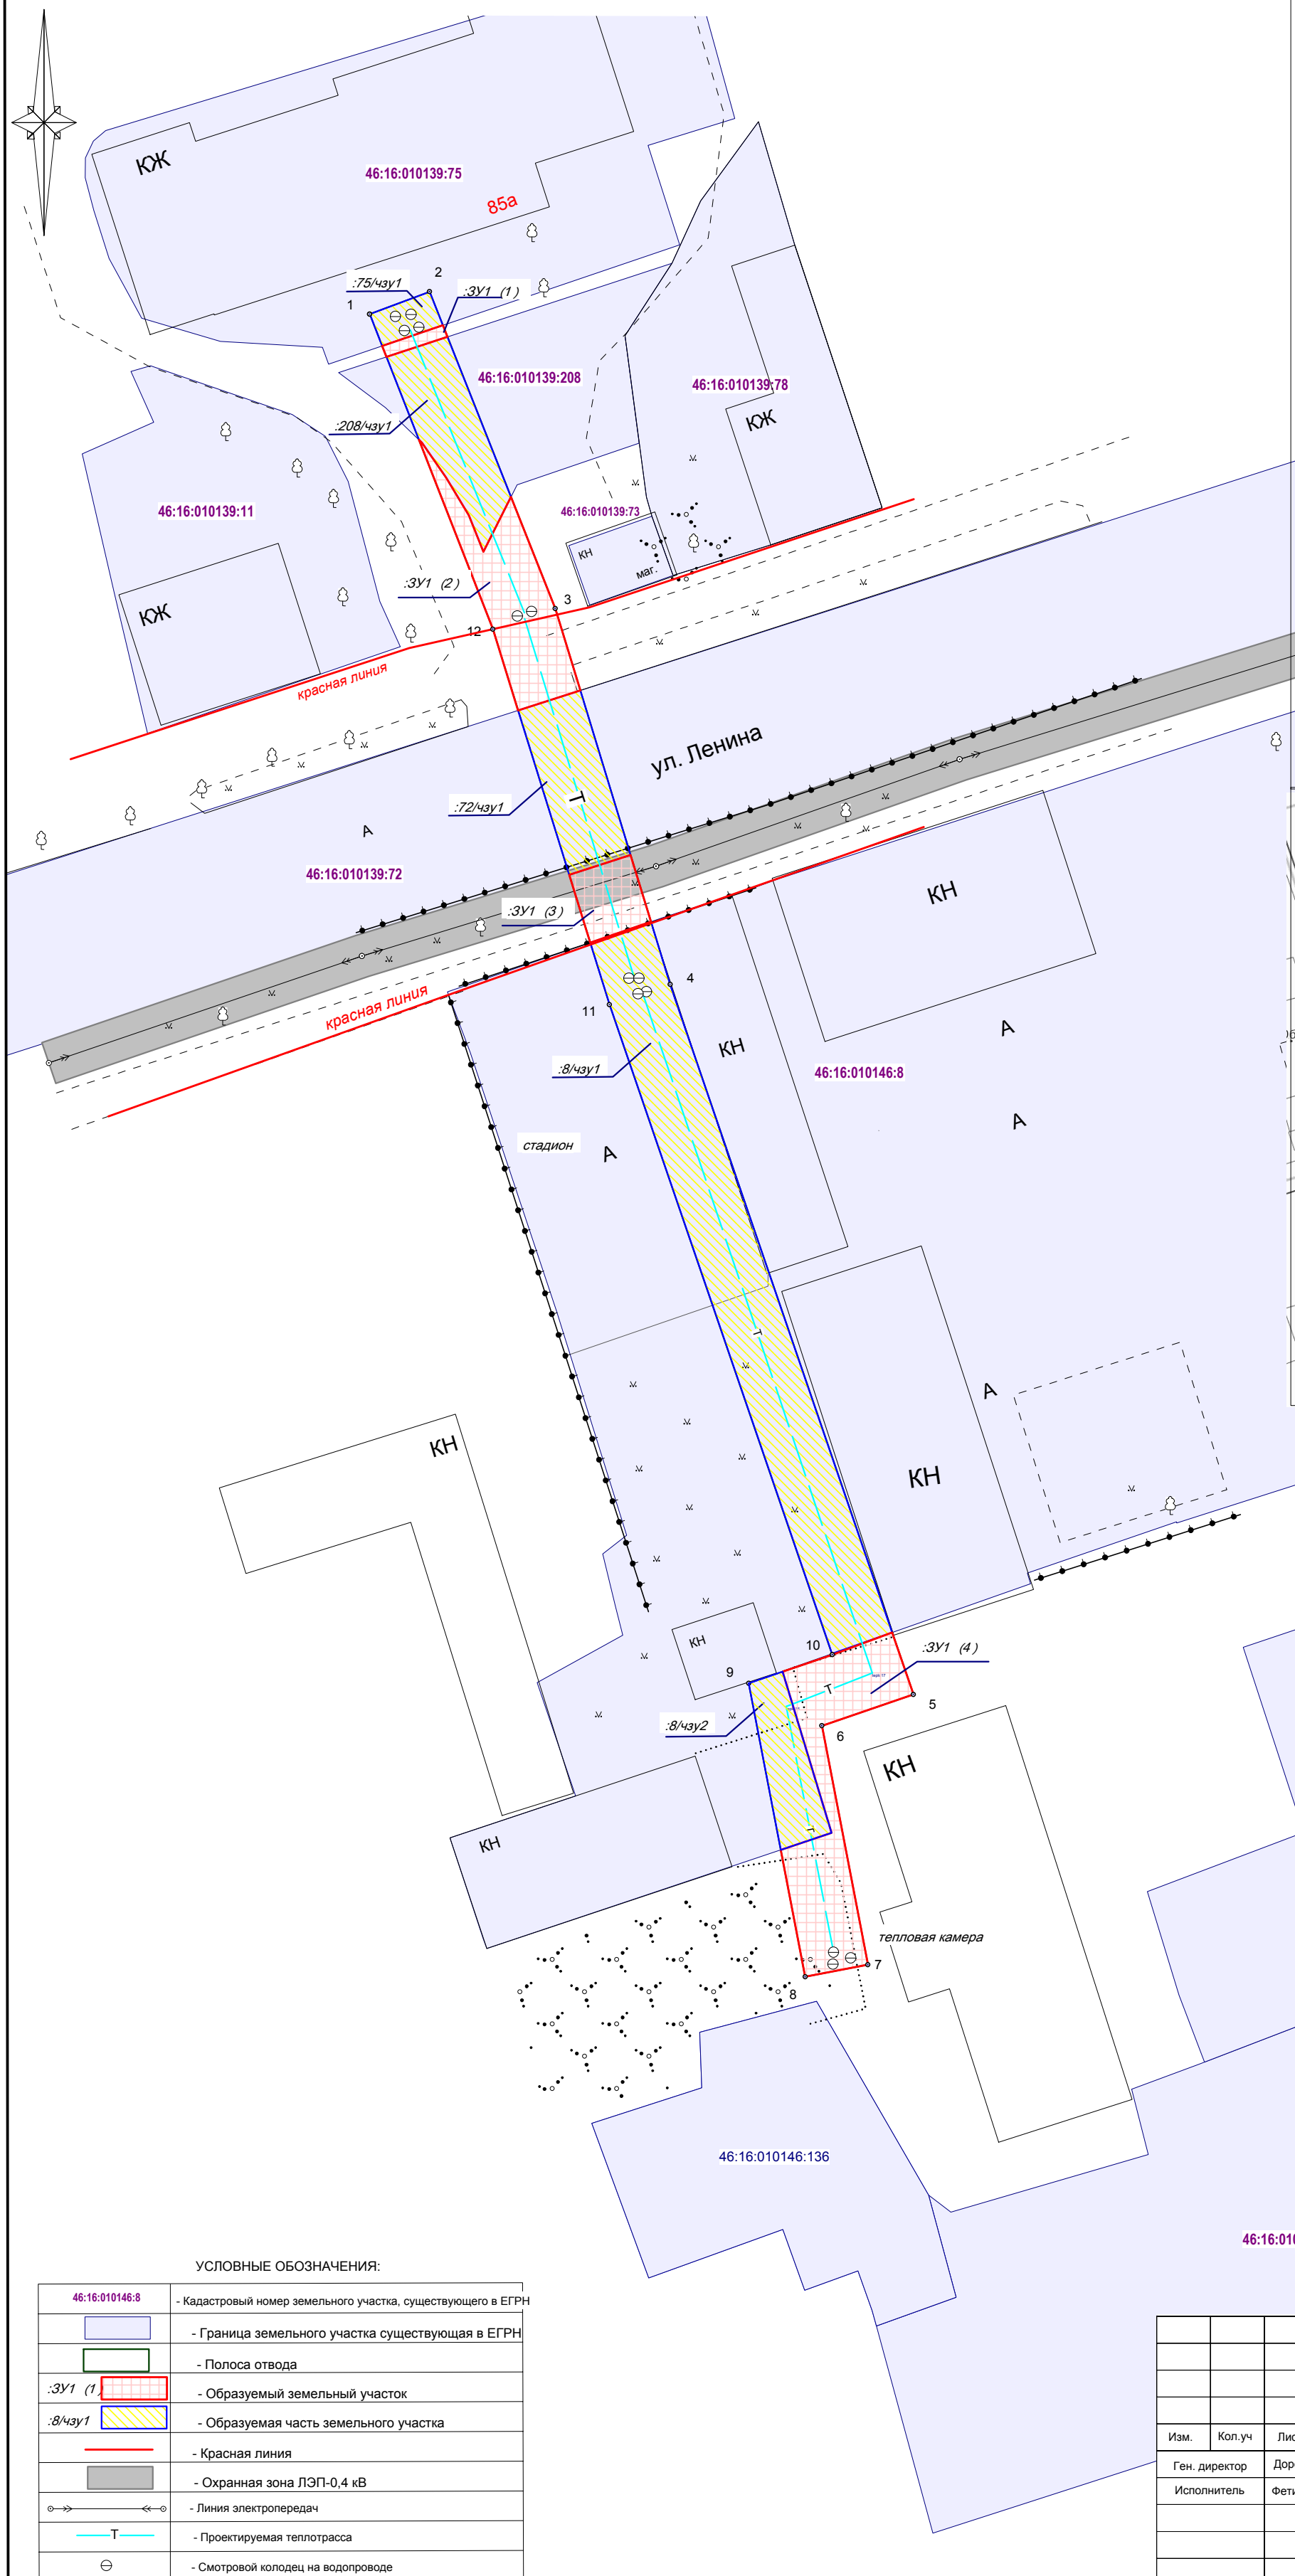 КЖ
46:16:010139:75
85а
:75/чзу1
2
:ЗУ1 (1)
1
46:16:010139:208
46:16:010139:78
КЖ
:208/чзу1
46:16:010139:11
46:16:010139:73
КН
маг.
:ЗУ1 (2)
КЖ
3
12
красная линия
ул. Ленина
Т
:72/чзу1
А
46:16:010139:72
КН
:ЗУ1 (3)
4
красная линия
11
А
КН
:8/чзу1
46:16:010146:8
А
стадион
А
Т
А
КН
КН
КН
10
:ЗУ1 (4)
9
Т
5
:8/чзу2
6
КН
Т
КН
тепловая камера
7
8
46:16:010146:136
46:16:01
УСЛОВНЫЕ ОБОЗНАЧЕНИЯ:
46:16:010146:8 - Кадастровый номер земельного участка, существующего в ЕГРН
- Граница земельного участка существующая в ЕГРН
- Полоса отвода
:ЗУ1 (1) - Образуемый земельный участок
:8/чзу1 - Образуемая часть земельного участка
- Красная линия
- Охранная зона ЛЭП-0,4 кВ
- Линия электропередач
Т - Проектируемая теплотрасса
- Смотровой колодец на водопроводе
Изм. Кол.уч Лис
Ген. директор Дор
Исполнитель Фети